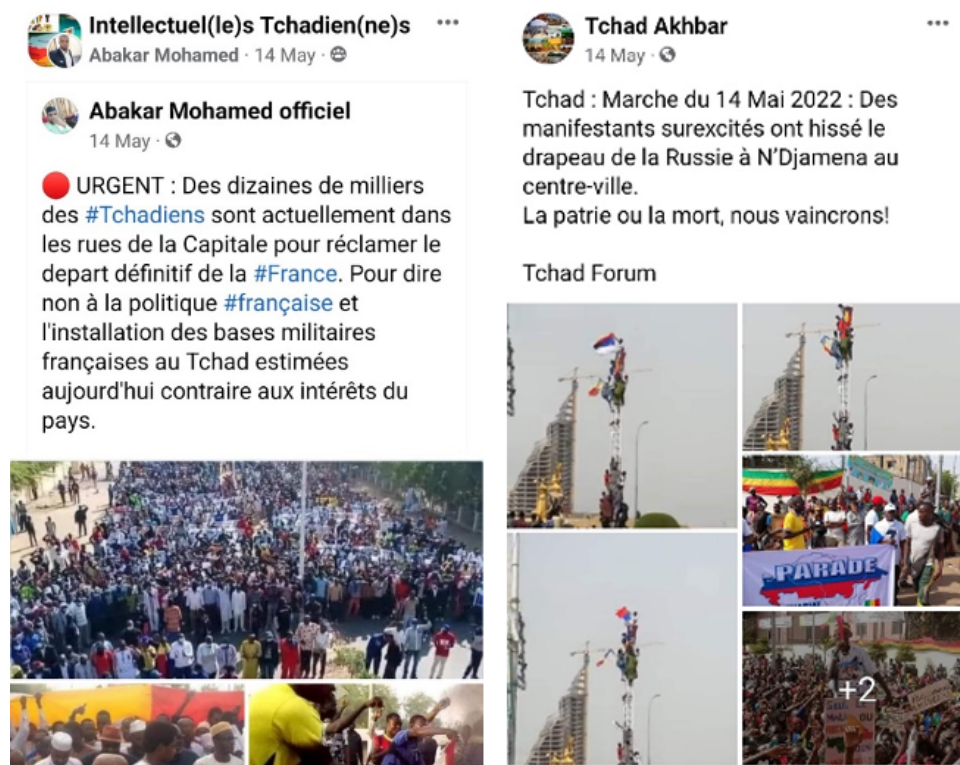 Intellectuel(le)s Tchadien(ne)s
Abakar Mohamed · 14 May ·
Abakar Mohamed officiel
14 May ·
URGENT : Des dizaines de milliers
des #Tchadiens sont actuellement dans
les rues de la Capitale pour réclamer le
depart définitif de la #France. Pour dire
non à la politique #française et
l'installation des bases militaires
françaises au Tchad estimées
aujourd'hui contraire aux intérêts du
pays.
Tchad Akhbar
14 May ·
Tchad : Marche du 14 Mai 2022 : Des
manifestants surexcités ont hissé le
drapeau de la Russie à N'Djamena au
centre-ville.
La patrie ou la mort, nous vaincrons!
Tchad Forum
PARADE
+2